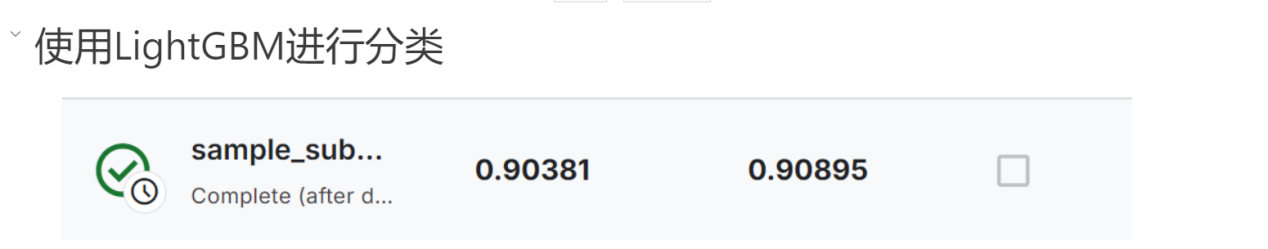 使用LightGBM进行分类
sample_sub...
0.90381
0.90895
Complete (after d...